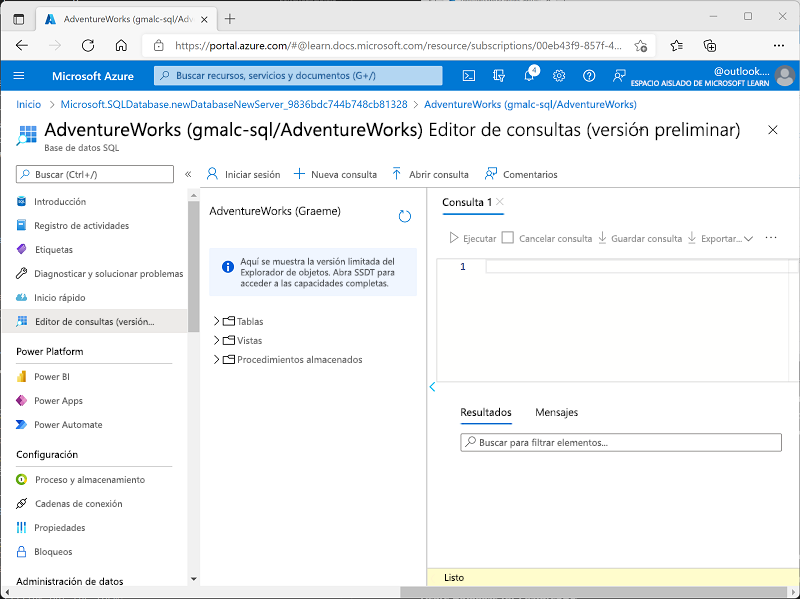 AdventureWorks (gmalc-sql/Adv
https://portal.azure.com/#@learn.docs.microsoft.com/resource/subscriptions/00eb43f9-857f-4...
Microsoft Azure
Buscar recursos, servicios y documentos (G+/)
4
@outlook....
ESPACIO AISLADO DE MICROSOFT LEARN
Inicio > Microsoft.SQLDatabase.newDatabaseNewServer_9836bdc744b748cb81328 > AdventureWorks (gmalc-sql/AdventureWorks)
AdventureWorks (gmalc-sql/AdventureWorks) Editor de consultas (versión preliminar)
Base de datos SQL
Buscar (Ctrl+/)
Introducción
Registro de actividades
Etiquetas
Diagnosticar y solucionar problemas
Inicio rápido
Editor de consultas (versión...
Power Platform
Power BI
Power Apps
Power Automate
Configuración
Proceso y almacenamiento
Cadenas de conexión
Propiedades
Bloqueos
Administración de datos
Iniciar sesión
Nueva consulta
Abrir consulta
Comentarios
AdventureWorks (Graeme)
Aquí se muestra la versión limitada del
Explorador de objetos. Abra SSDT para
acceder a las capacidades completas.
Tablas
Vistas
Procedimientos almacenados
Consulta 1
Ejecutar
Cancelar consulta
Guardar consulta
Exportar...
1
Resultados
Mensajes
Buscar para filtrar elementos...
Listo